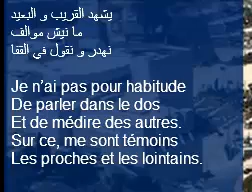 يشهد القريب و البعيد
ما نيش موالف
نهدر و نقول في القفا
Je n'ai pas pour habitude
De parler dans le dos
Et de médire des autres.
Sur ce, me sont témoins
Les proches et les lointains.